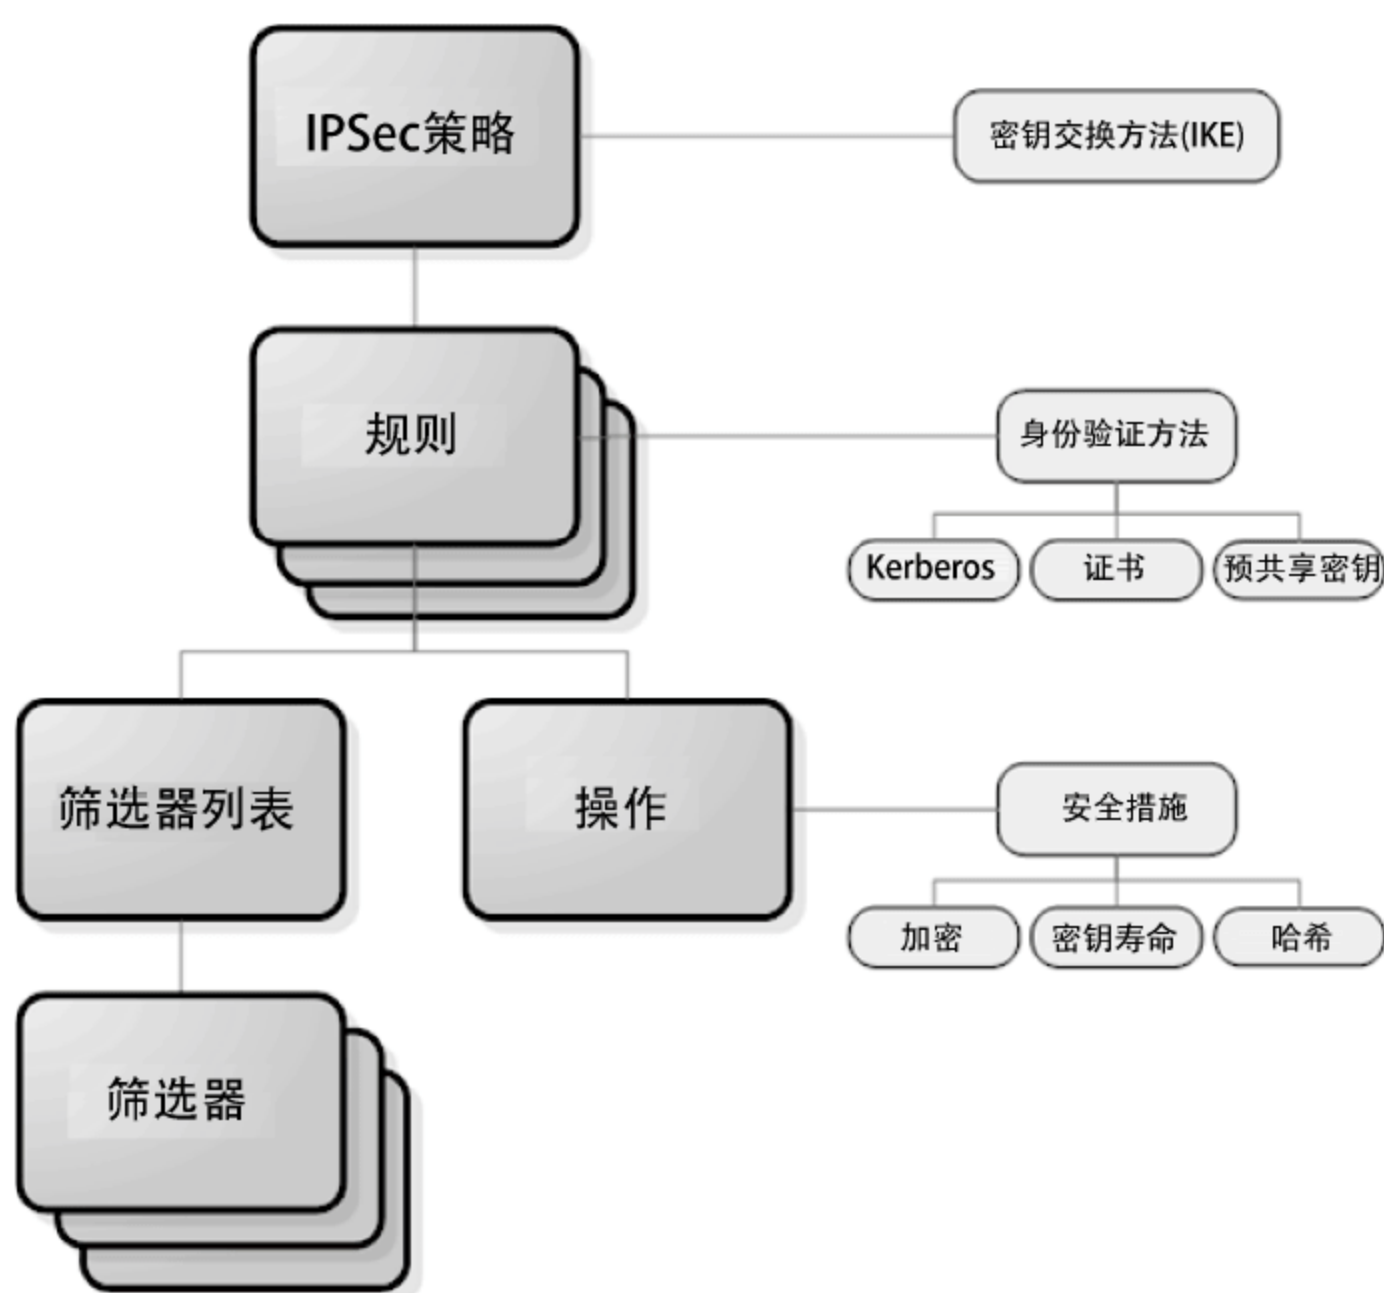 IPSec策略
密钥交换方法(IKE)
规则
身份验证方法
Kerberos
证书
预共享密钥
筛选器列表
操作
安全措施
加密
密钥寿命
哈希
筛选器